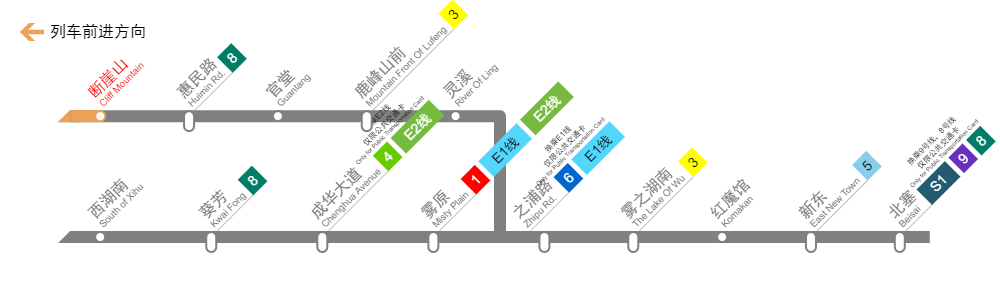 列车前进方向
断崖山
Cliff Mountain
惠民路
Huimin Rd.
8
宫堂
Guantang
鹿峰山前
Mountain Front Of Lufeng
3
灵溪
River Of Ling
西湖南
South of Xihu
葵芳
Kwai Fong
8
成华大道
Chenghua Avenue
4
E2线
E2线
仅限公共交通卡
Only for Public Transportation Card
雾原
Misty Plain
1
E1线
E2线
之浦路
Zhipu Rd.
6
E1线
换乘E1线
仅限公共交通卡
Only for Public Transportation Card
雾之湖南
The Lake Of Wu
3
红魔馆
Komakan
新东
East New Town
5
北塞
Beisai
S1
9
8
换乘9号线、8号线
仅限公共交通卡
Only for Public Transportation Card